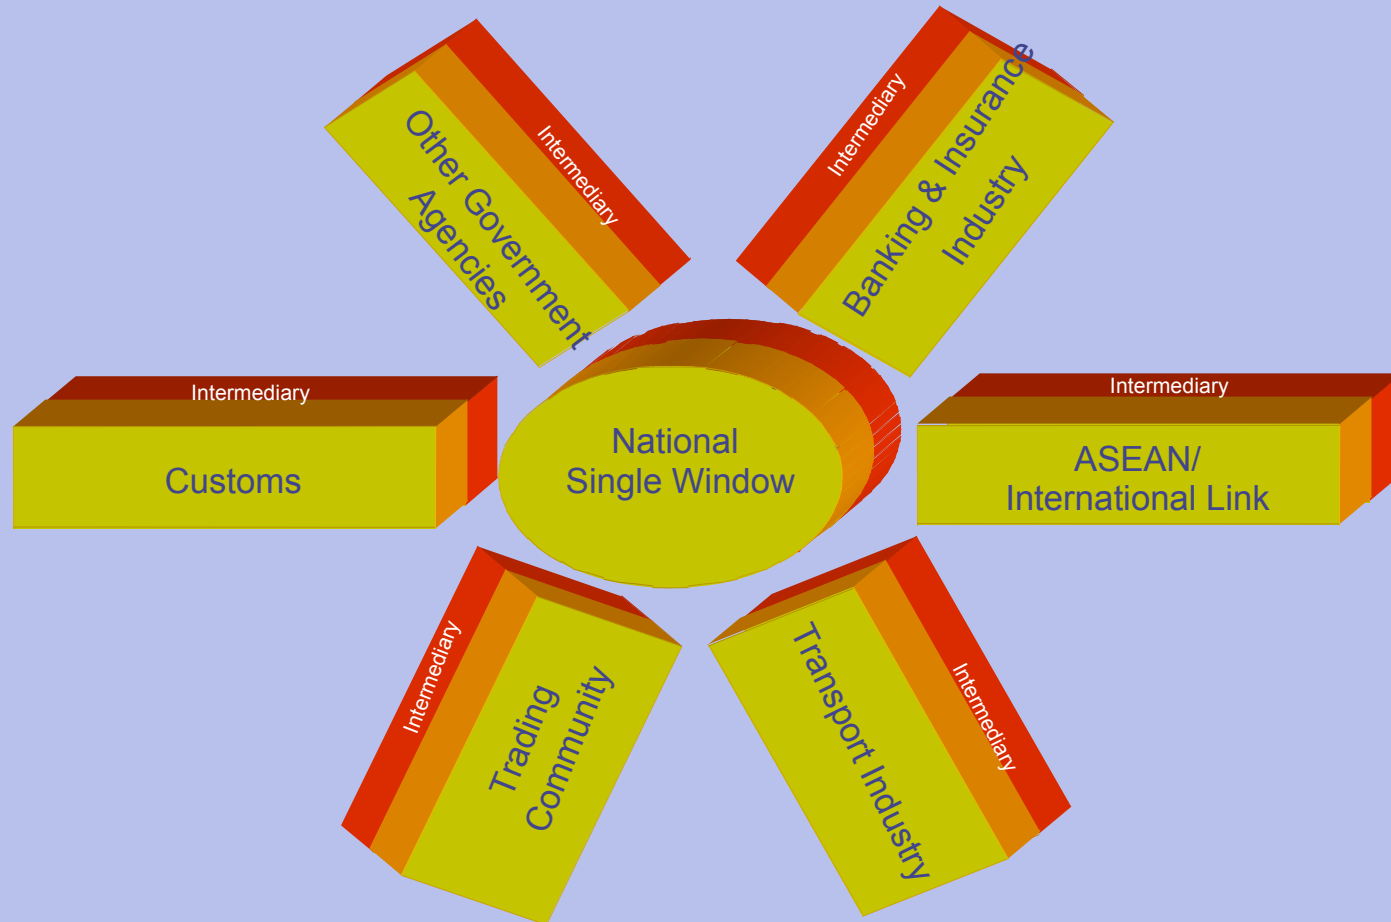 Other Government
Agencies
Intermediary
Intermediary
Banking & Insurance
Industry
Intermediary
Customs
National
Single Window
Intermediary
ASEAN/
International Link
Intermediary
Trading
Community
Transport Industry
Intermediary